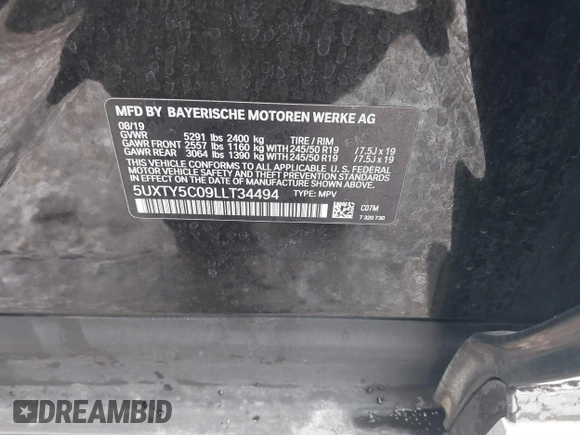 MFD BY BAYERISCHE MOTOREN WERKE AG
08/19
GVWR 5291 lbs 2400 kg TIRE / RIM
GAWR FRONT 2557 lbs 1160 kg WITH 245/50 R19 /7.5J x 19
GAWR REAR 3064 lbs 1390 kg WITH 245/50 R19 /7.5J x 19
THIS VEHICLE CONFORMS TO ALL APPLICABLE U.S. FEDERAL
MOTOR VEHICLE SAFETY STANDARDS IN EFFECT
ON THE DATE OF MANUFACTURE SHOWN ABOVE.
5UXTY5C09LLT34494 TYPE: MPV
C07M
7 320 730
DREAMBID